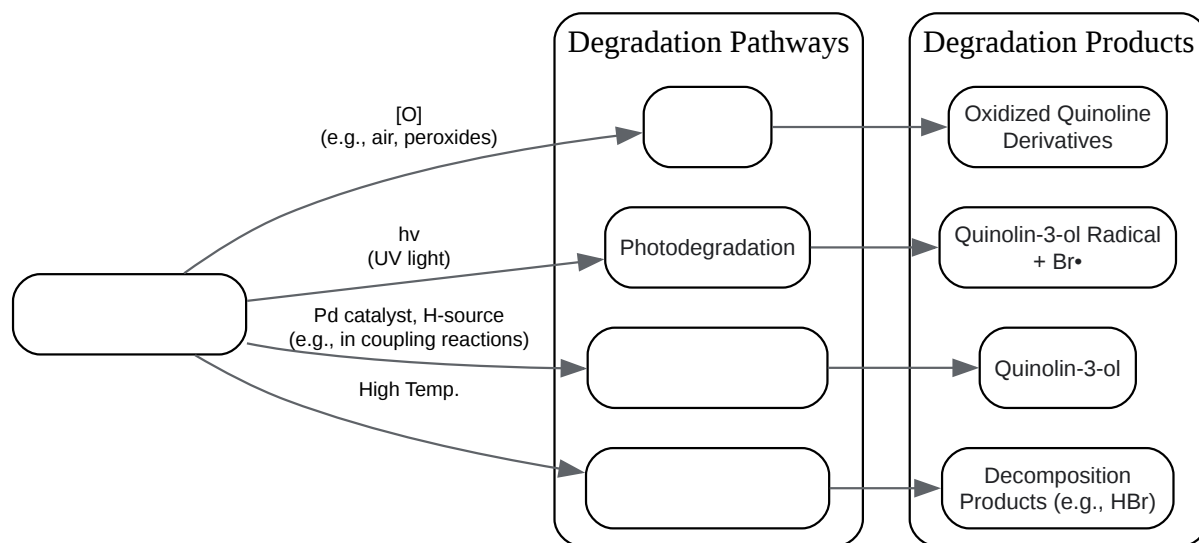 Degradation Pathways
Degradation Products
[O]
(e.g., air, peroxides)
Oxidized Quinoline
Derivatives
hv
(UV light)
Photodegradation
Quinolin-3-ol Radical
+ Br•
Pd catalyst, H-source
(e.g., in coupling reactions)
Quinolin-3-ol
High Temp.
Decomposition
Products (e.g., HBr)